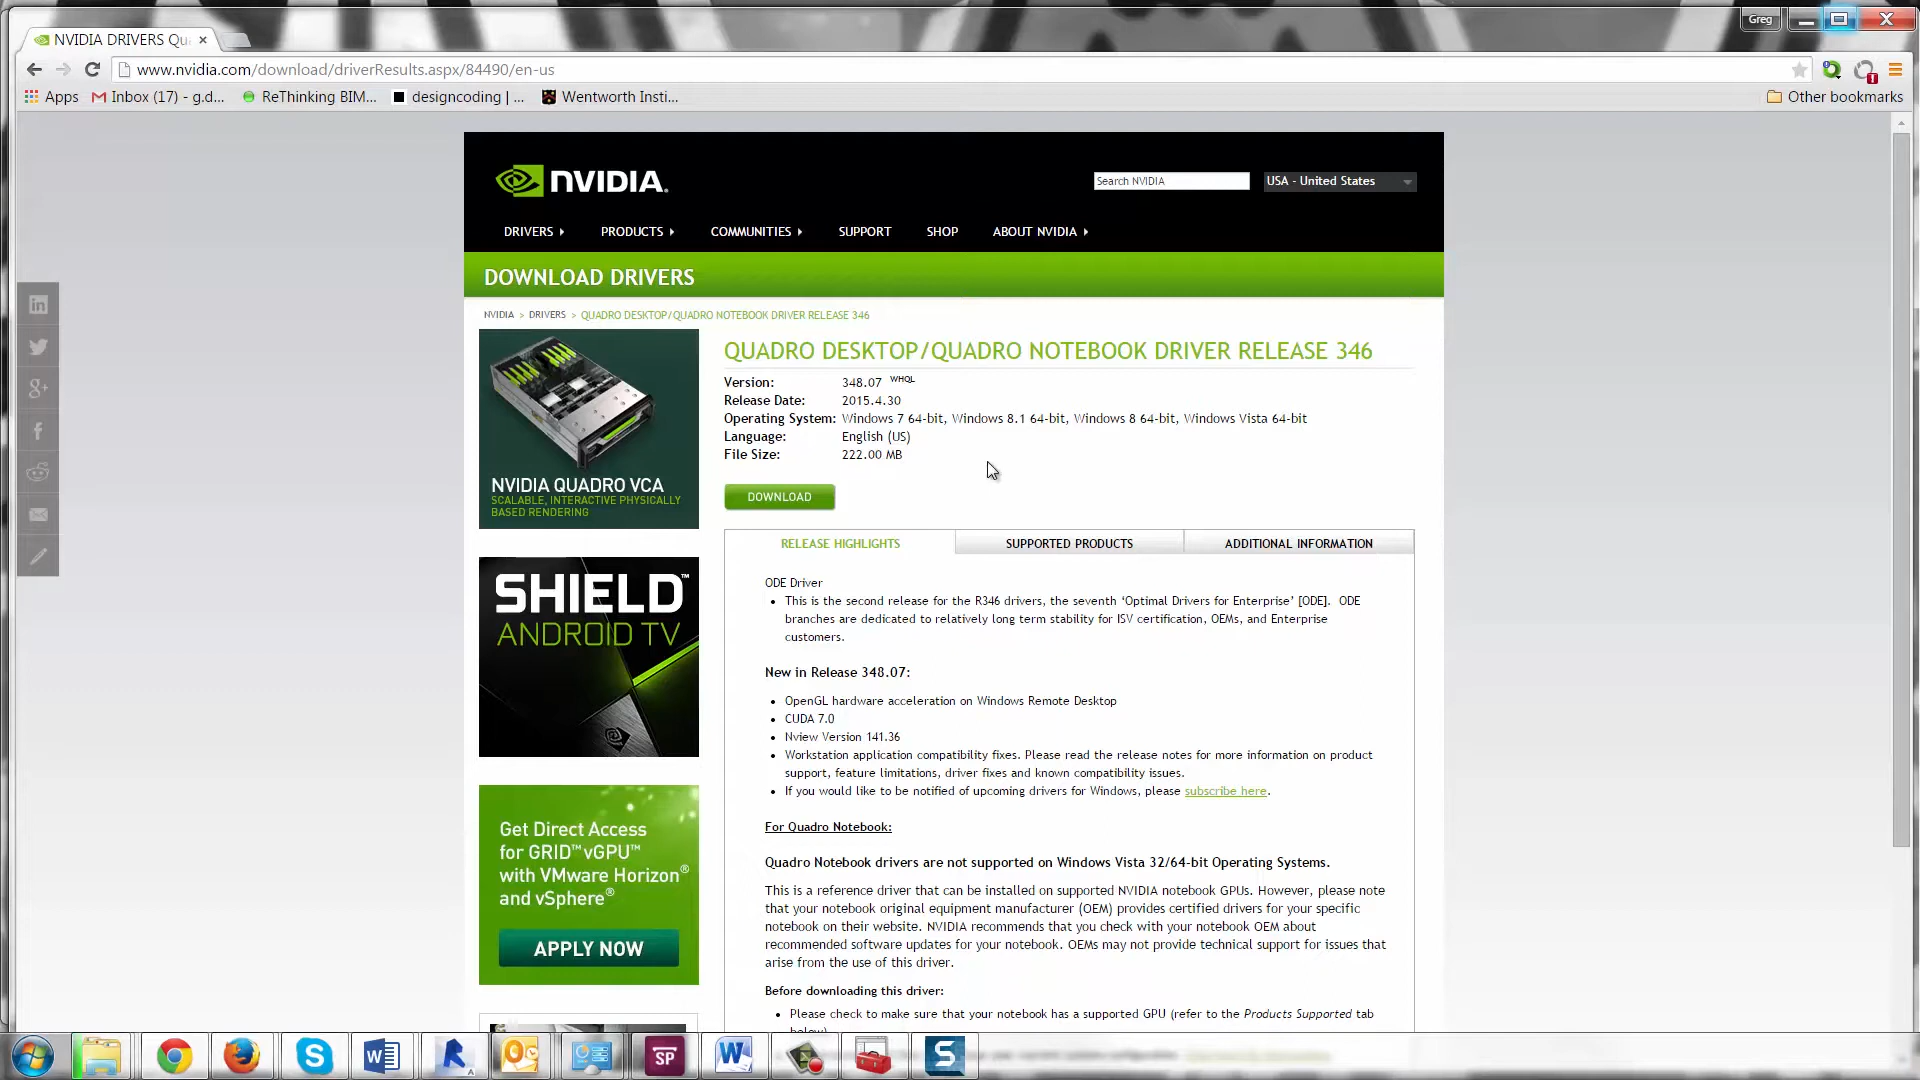 Greg
NVIDIA DRIVERS Qu
www.nvidia.com/download/driverResults.aspx/84490/en-us
Apps Inbox (17) - g.d... ReThinking BIM... designcoding | ... Wentworth Insti... Other bookmarks
NVIDIA.
Search NVIDIA
USA - United States
DRIVERS PRODUCTS COMMUNITIES SUPPORT SHOP ABOUT NVIDIA
DOWNLOAD DRIVERS
NVIDIA > DRIVERS > QUADRO DESKTOP/QUADRO NOTEBOOK DRIVER RELEASE 346
NVIDIA QUADRO VCA
SCALABLE, INTERACTIVE PHYSICALLY
BASED RENDERING
SHIELD™
ANDROID TV
Get Direct Access
for GRID™ vGPU™
with VMware Horizon®
and vSphere®
APPLY NOW
QUADRO DESKTOP/QUADRO NOTEBOOK DRIVER RELEASE 346
Version: 348.07 WHQL
Release Date: 2015.4.30
Operating System: Windows 7 64-bit, Windows 8.1 64-bit, Windows 8 64-bit, Windows Vista 64-bit
Language: English (US)
File Size: 222.00 MB
DOWNLOAD
RELEASE HIGHLIGHTS SUPPORTED PRODUCTS ADDITIONAL INFORMATION
ODE Driver
• This is the second release for the R346 drivers, the seventh ‘Optimal Drivers for Enterprise’ [ODE]. ODE
branches are dedicated to relatively long term stability for ISV certification, OEMs, and Enterprise
customers.
New in Release 348.07:
• OpenGL hardware acceleration on Windows Remote Desktop
• CUDA 7.0
• Nview Version 141.36
• Workstation application compatibility fixes. Please read the release notes for more information on product
support, feature limitations, driver fixes and known compatibility issues.
• If you would like to be notified of upcoming drivers for Windows, please subscribe here.
For Quadro Notebook:
Quadro Notebook drivers are not supported on Windows Vista 32/64-bit Operating Systems.
This is a reference driver that can be installed on supported NVIDIA notebook GPUs. However, please note
that your notebook original equipment manufacturer (OEM) provides certified drivers for your specific
notebook on their website. NVIDIA recommends that you check with your notebook OEM about
recommended software updates for your notebook. OEMs may not provide technical support for issues that
arise from the use of this driver.
Before downloading this driver:
• Please check to make sure that your notebook has a supported GPU (refer to the Products Supported tab
below)
SP